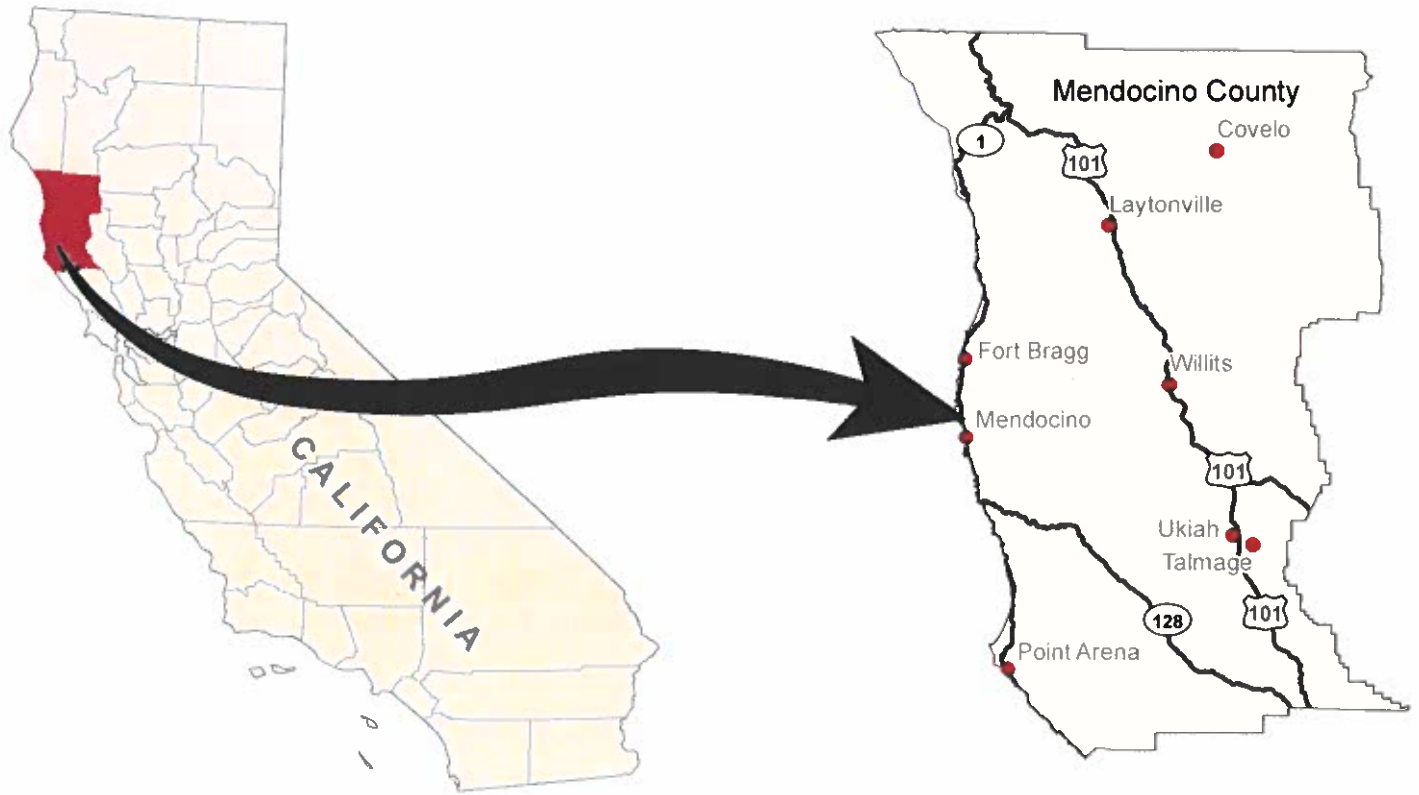 CALIFORNIA
Mendocino County
Covelo
1
101
Laytonville
Fort Bragg
Willits
Mendocino
101
Ukiah
Talmage
101
128
Point Arena